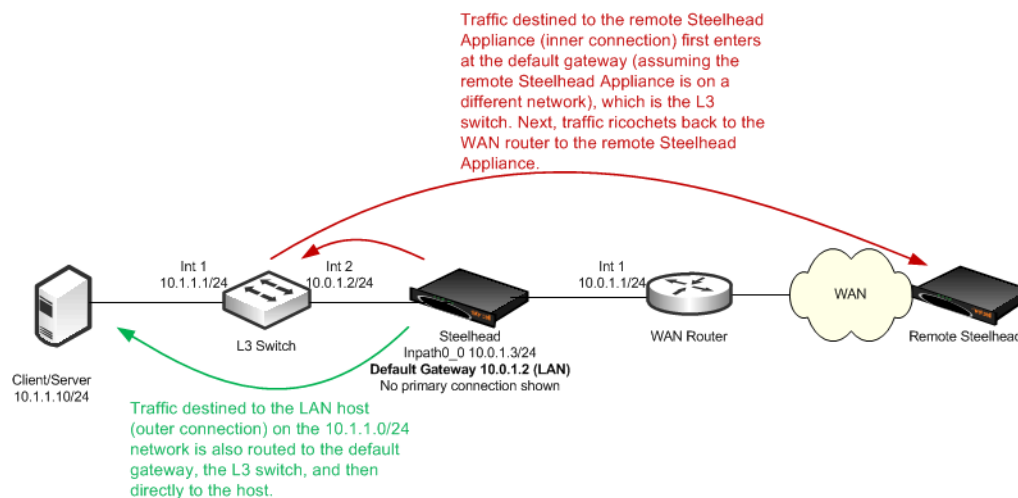 Traffic destined to the remote Steelhead
Appliance (inner connection) first enters
at the default gateway (assuming the
remote Steelhead Appliance is on a
different network), which is the L3
switch. Next, traffic ricochets back to the
WAN router to the remote Steelhead
Appliance.
Int 1
10.1.1.1/24
Int 2
10.0.1.2/24
Int 1
10.0.1.1/24
WAN
L3 Switch
Steelhead
Inpath0_0 10.0.1.3/24
Default Gateway 10.0.1.2 (LAN)
No primary connection shown
WAN Router
Remote Steelhead
Client/Server
10.1.1.10/24
Traffic destined to the LAN host
(outer connection) on the 10.1.1.0/24
network is also routed to the default
gateway, the L3 switch, and then
directly to the host.